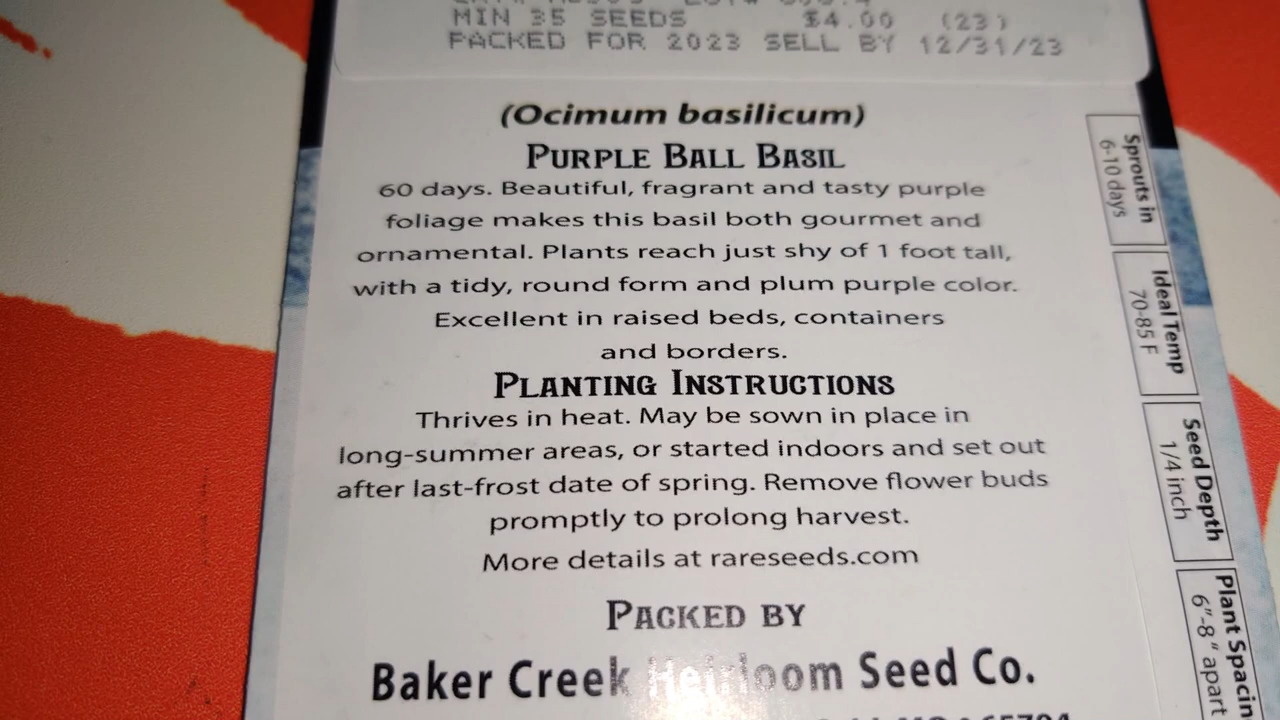 MIN 35 SEEDS $4.00 (23)
PACKED FOR 2023 SELL BY 12/31/23
(Ocimum basilicum)
PURPLE BALL BASIL
60 days. Beautiful, fragrant and tasty purple
foliage makes this basil both gourmet and
ornamental. Plants reach just shy of 1 foot tall,
with a tidy, round form and plum purple color.
Excellent in raised beds, containers
and borders.
PLANTING INSTRUCTIONS
Thrives in heat. May be sown in place in
long-summer areas, or started indoors and set out
after last-frost date of spring. Remove flower buds
promptly to prolong harvest.
More details at rareseeds.com
PACKED BY
Baker Creek Heirloom Seed Co.
Sprouts in
6-10 days
Ideal Temp
70-85 F
Seed Depth
1/4 inch
Plant Spacin
6"-8" apart